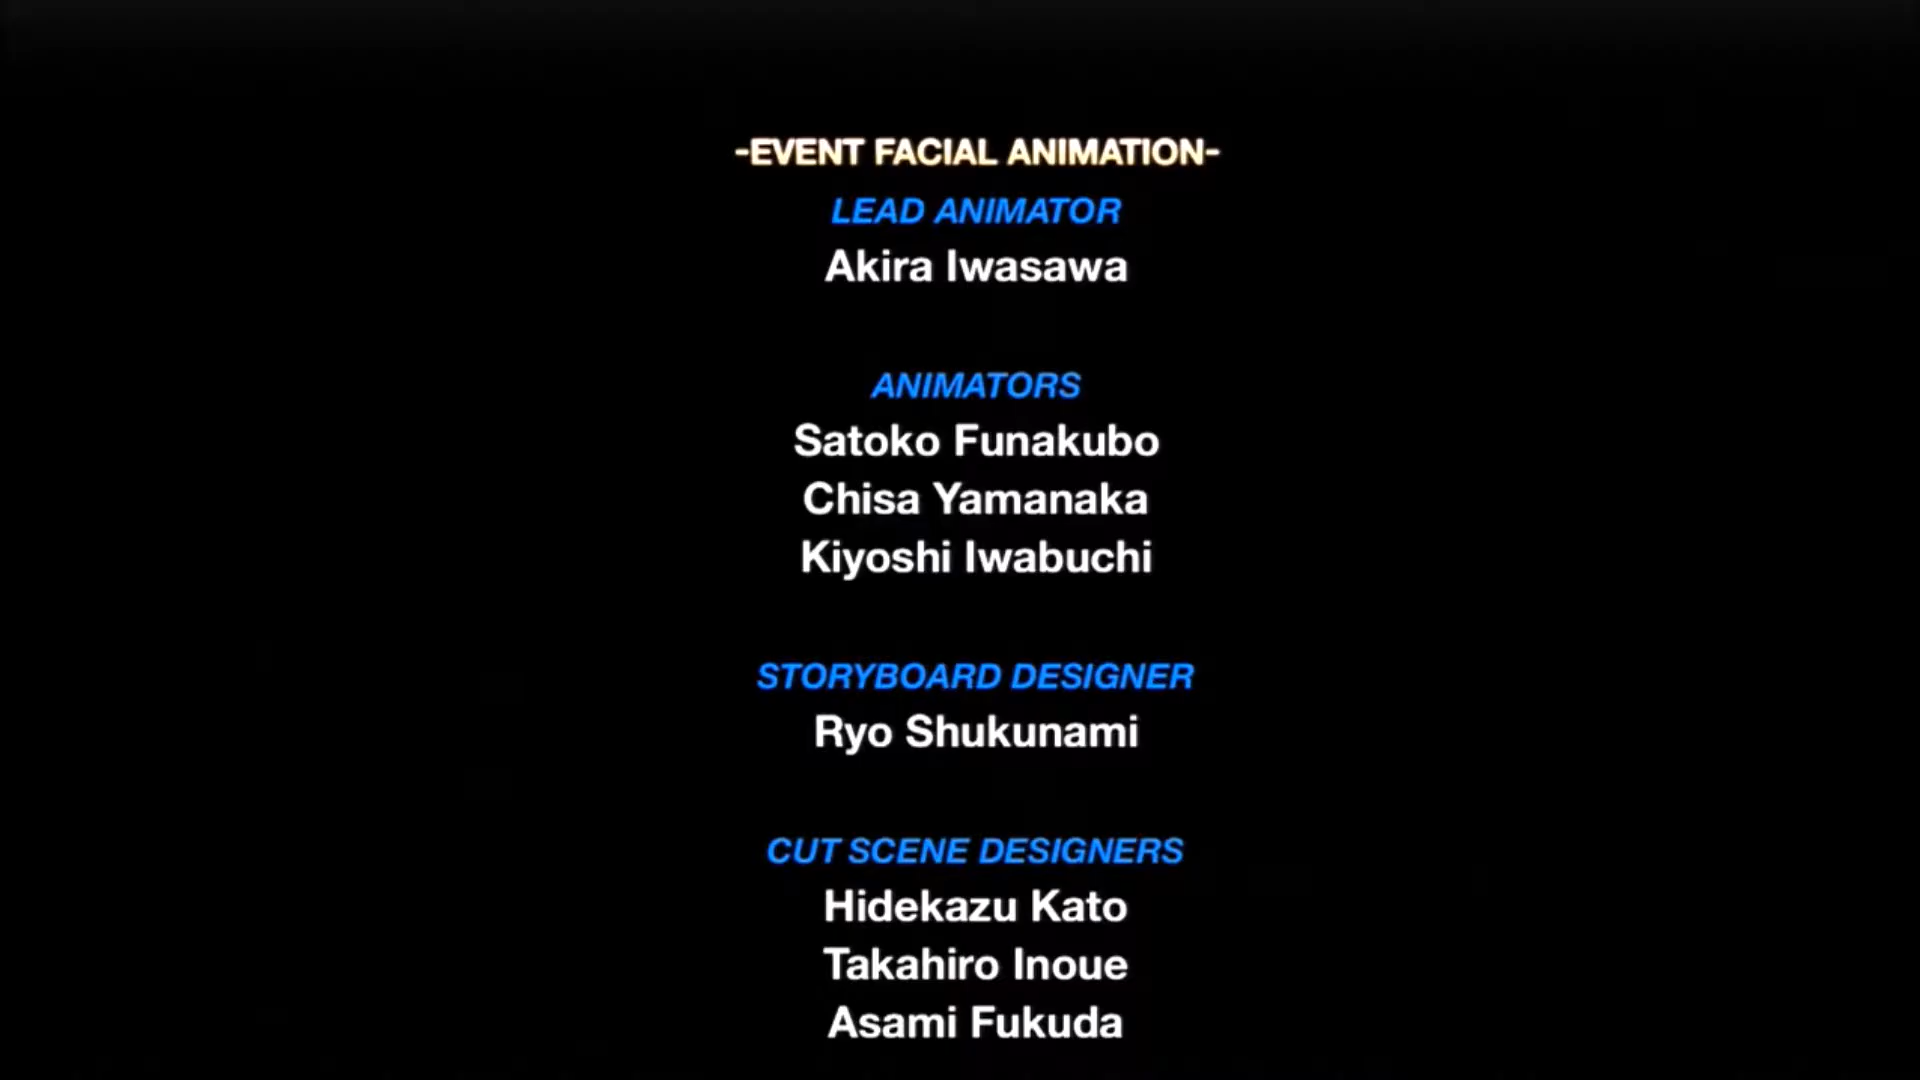 -EVENT FACIAL ANIMATION-
LEAD ANIMATOR
Akira Iwasawa
ANIMATORS
Satoko Funakubo
Chisa Yamanaka
Kiyoshi Iwabuchi
STORYBOARD DESIGNER
Ryo Shukunami
CUT SCENE DESIGNERS
Hidekazu Kato
Takahiro Inoue
Asami Fukuda